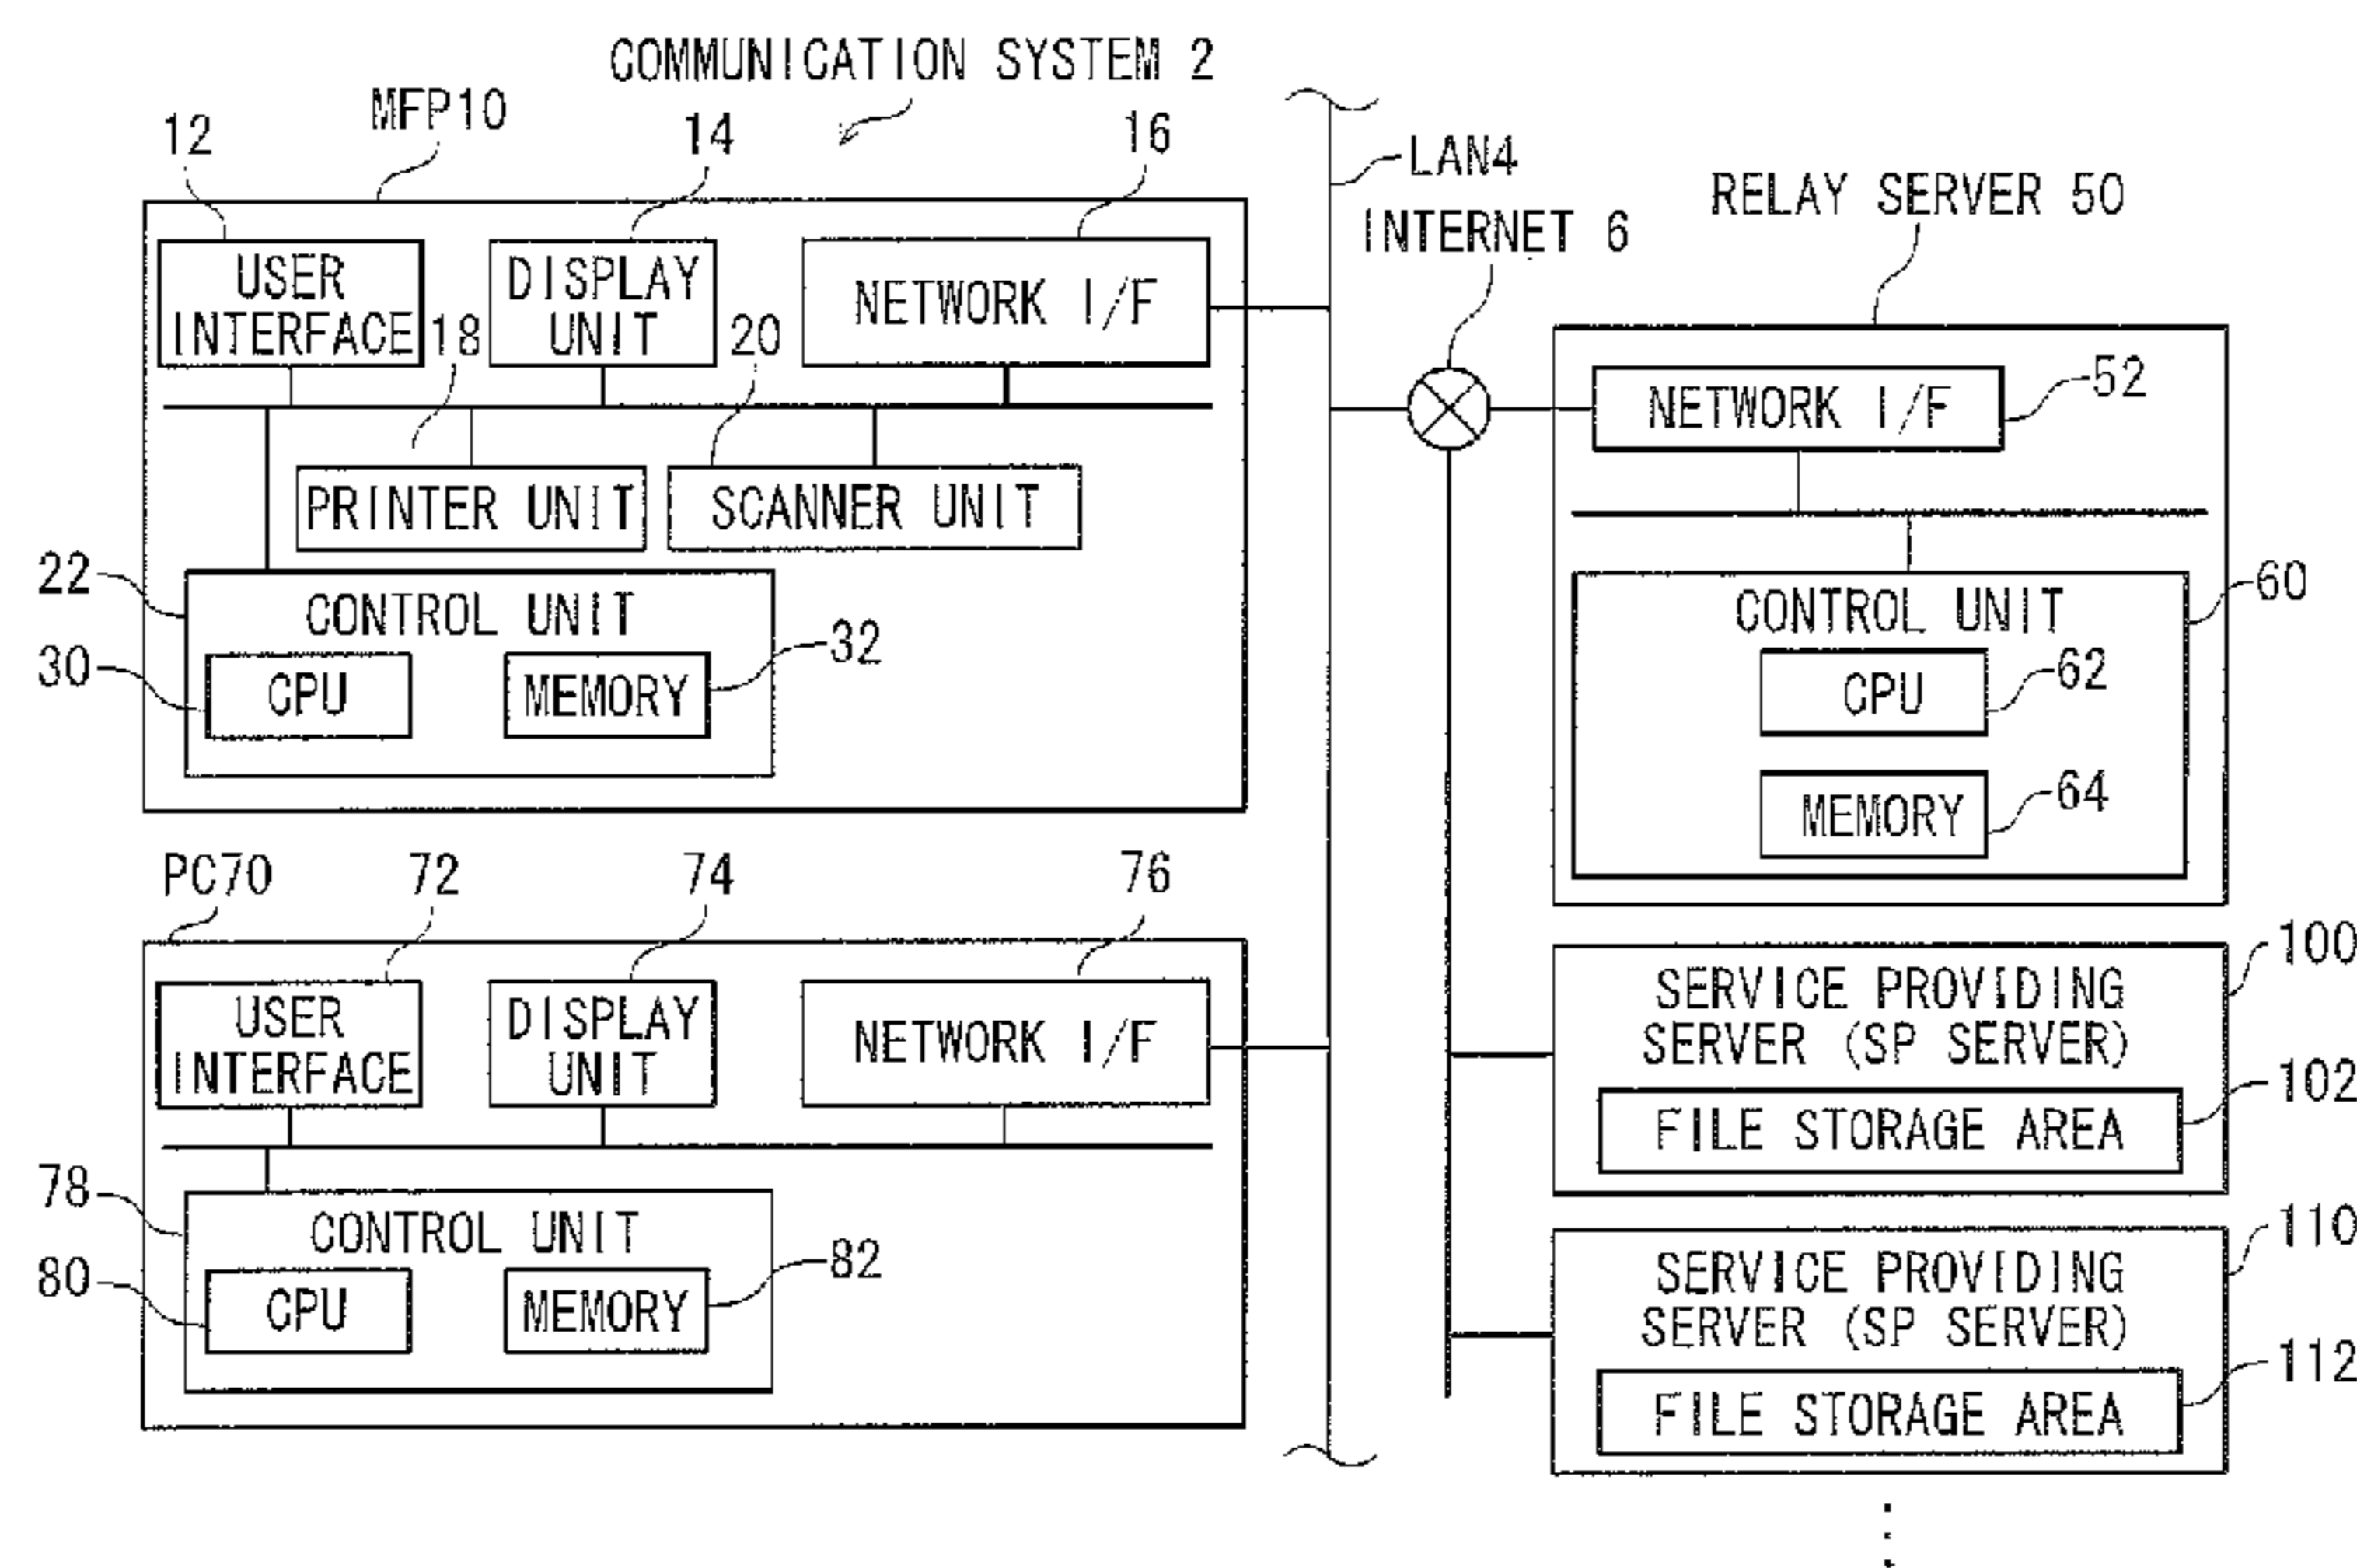 COMMUNICATION SYSTEM 2
MFP10
12
14
16
USER
INTERFACE
DISPLAY
UNIT
NETWORK I/F
18
20
PRINTER UNIT
SCANNER UNIT
22
CONTROL UNIT
30
CPU
MEMORY
32
LAN4
INTERNET 6
RELAY SERVER 50
NETWORK I/F
52
CONTROL UNIT
60
CPU
62
MEMORY
64
PC70
72
74
76
USER
INTERFACE
DISPLAY
UNIT
NETWORK I/F
78
CONTROL UNIT
80
CPU
MEMORY
82
100
SERVICE PROVIDING
SERVER (SP SERVER)
102
FILE STORAGE AREA
110
SERVICE PROVIDING
SERVER (SP SERVER)
112
FILE STORAGE AREA